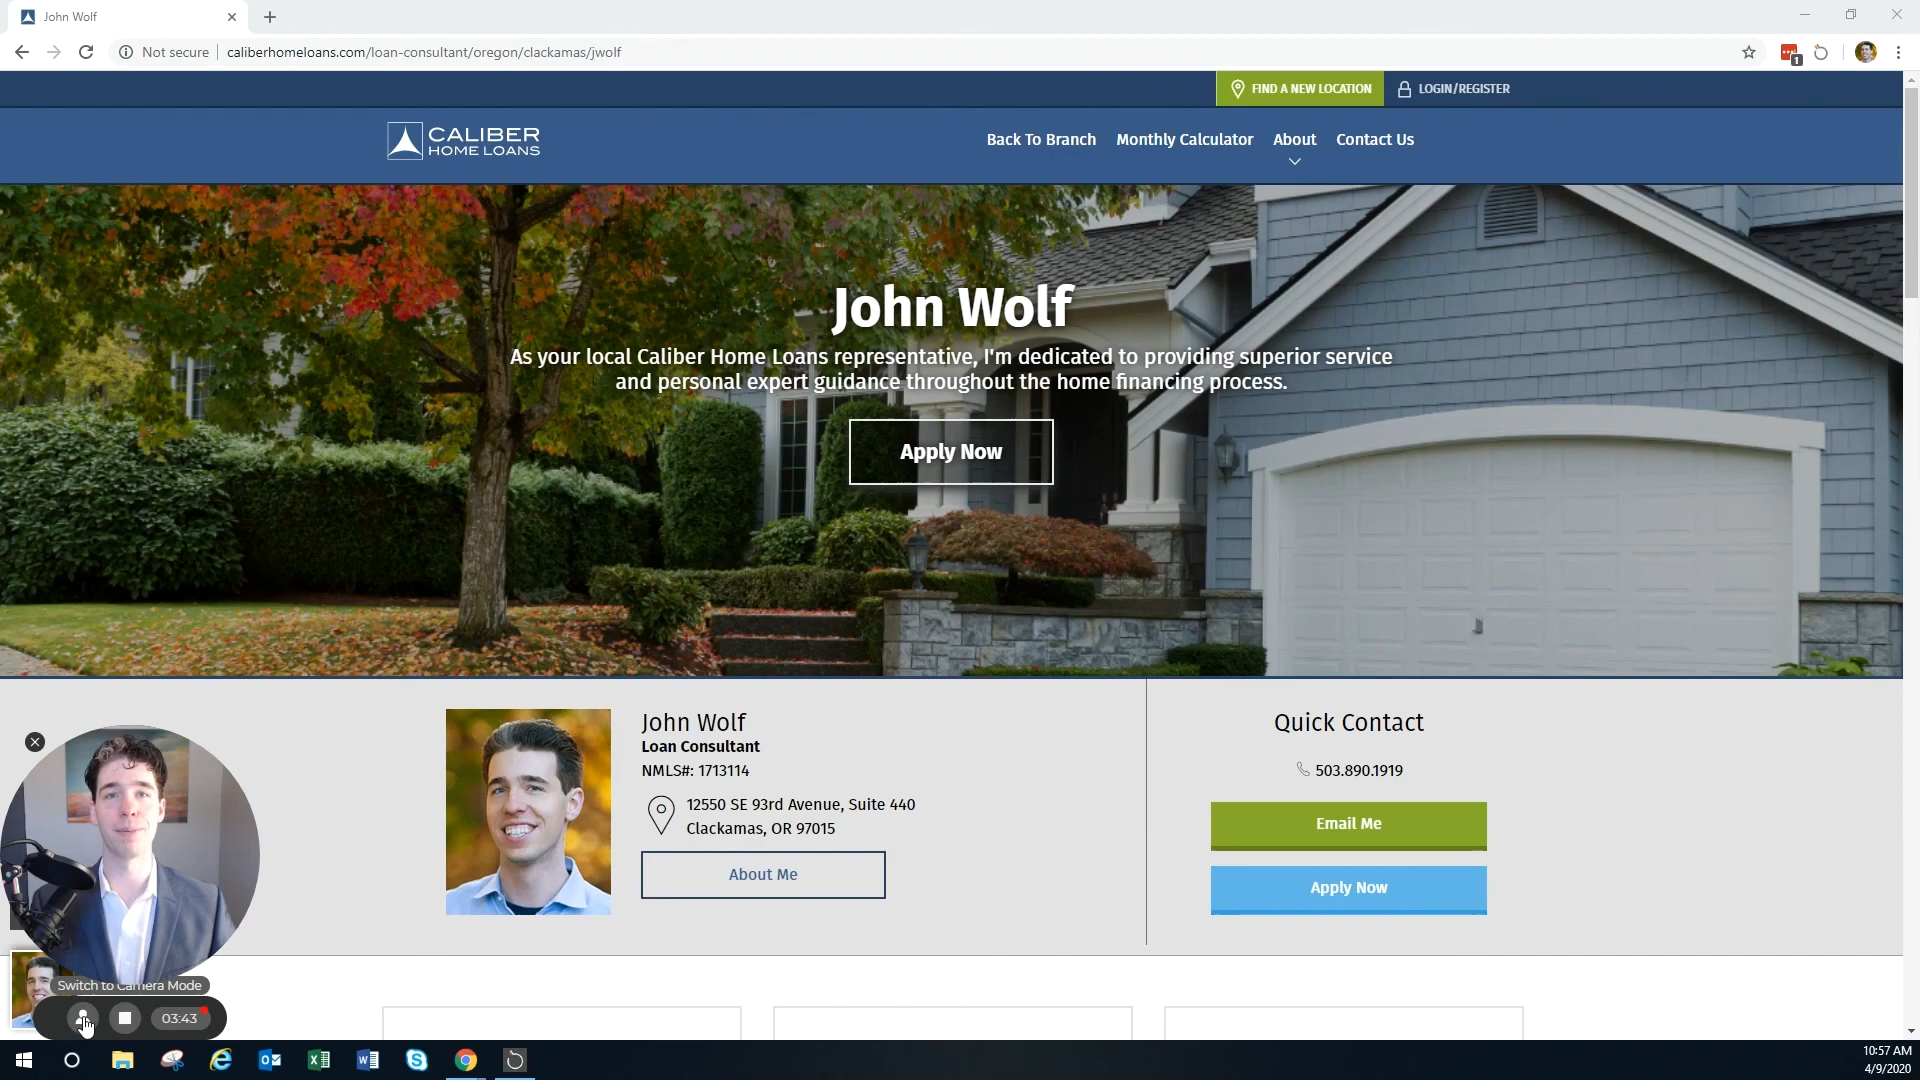 John Wolf
Not secure
caliberhomeloans.com/loan-consultant/oregon/clackamas/jwolf
1
FIND A NEW LOCATION
LOGIN/REGISTER
CALIBER
HOME LOANS
Back To Branch
Monthly Calculator
About
Contact Us
John Wolf
As your local Caliber Home Loans representative, I'm dedicated to providing superior service
and personal expert guidance throughout the home financing process.
Apply Now
John Wolf
Loan Consultant
NMLS#: 1713114
12550 SE 93rd Avenue, Suite 440
Clackamas, OR 97015
About Me
Quick Contact
503.890.1919
Email Me
Apply Now
Switch to Camera Mode
03:43
10:57 AM
4/9/2020